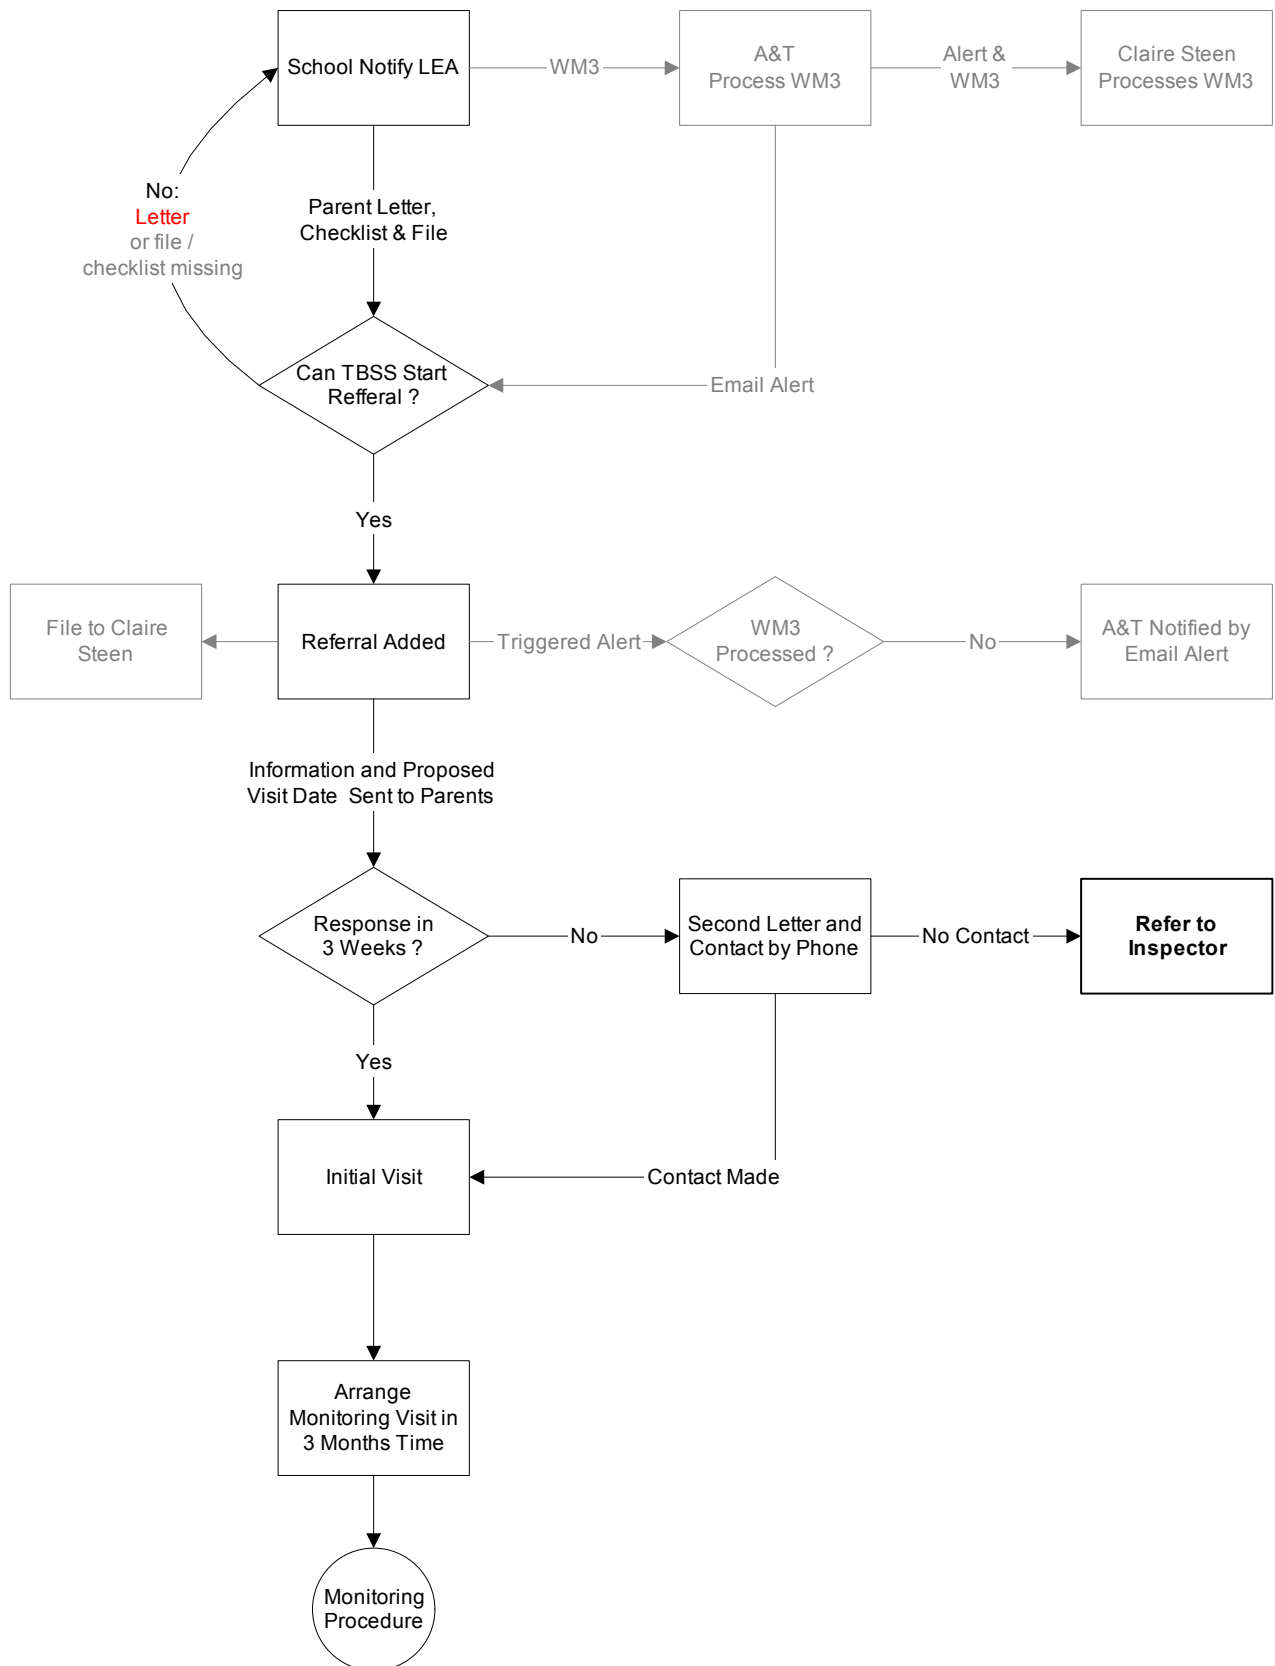 School Notify LEA
WM3
A&T
Process WM3
Alert &
WM3
Claire Steen
Processes WM3
No:
Letter
or file /
checklist missing
Parent Letter,
Checklist & File
Can TBSS Start
Refferal ?
Email Alert
Yes
File to Claire
Steen
Referral Added
Triggered Alert
WM3
Processed ?
No
A&T Notified by
Email Alert
Information and Proposed
Visit Date  Sent to Parents
Response in
3 Weeks ?
No
Second Letter and
Contact by Phone
No Contact
Refer to
Inspector
Yes
Initial Visit
Contact Made
Arrange
Monitoring Visit in
3 Months Time
Monitoring
Procedure